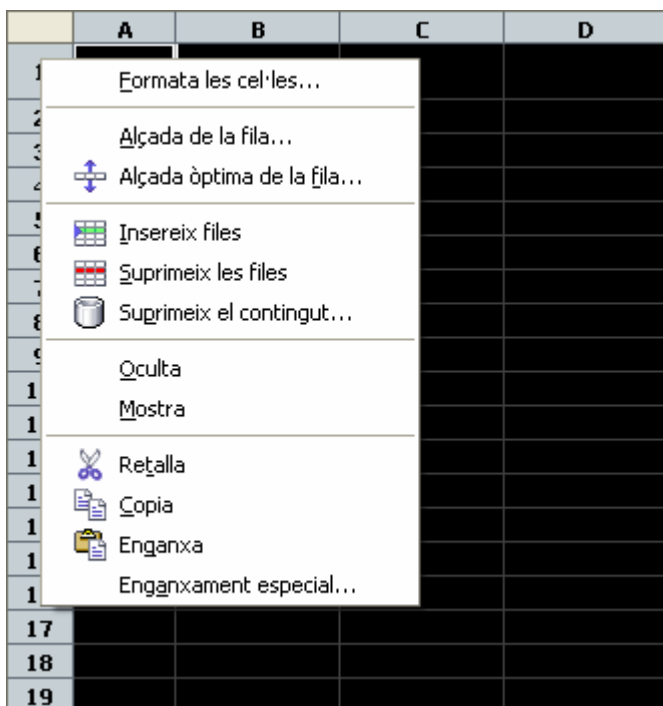 A B C D
1
Formata les cel·les...
Alçada de la fila...
Alçada òptima de la fila...
Insereix files
Suprimeix les files
Suprimeix el contingut...
Oculta
Mostra
Retalla
Copia
Enganxa
Enganxament especial...
17
18
19